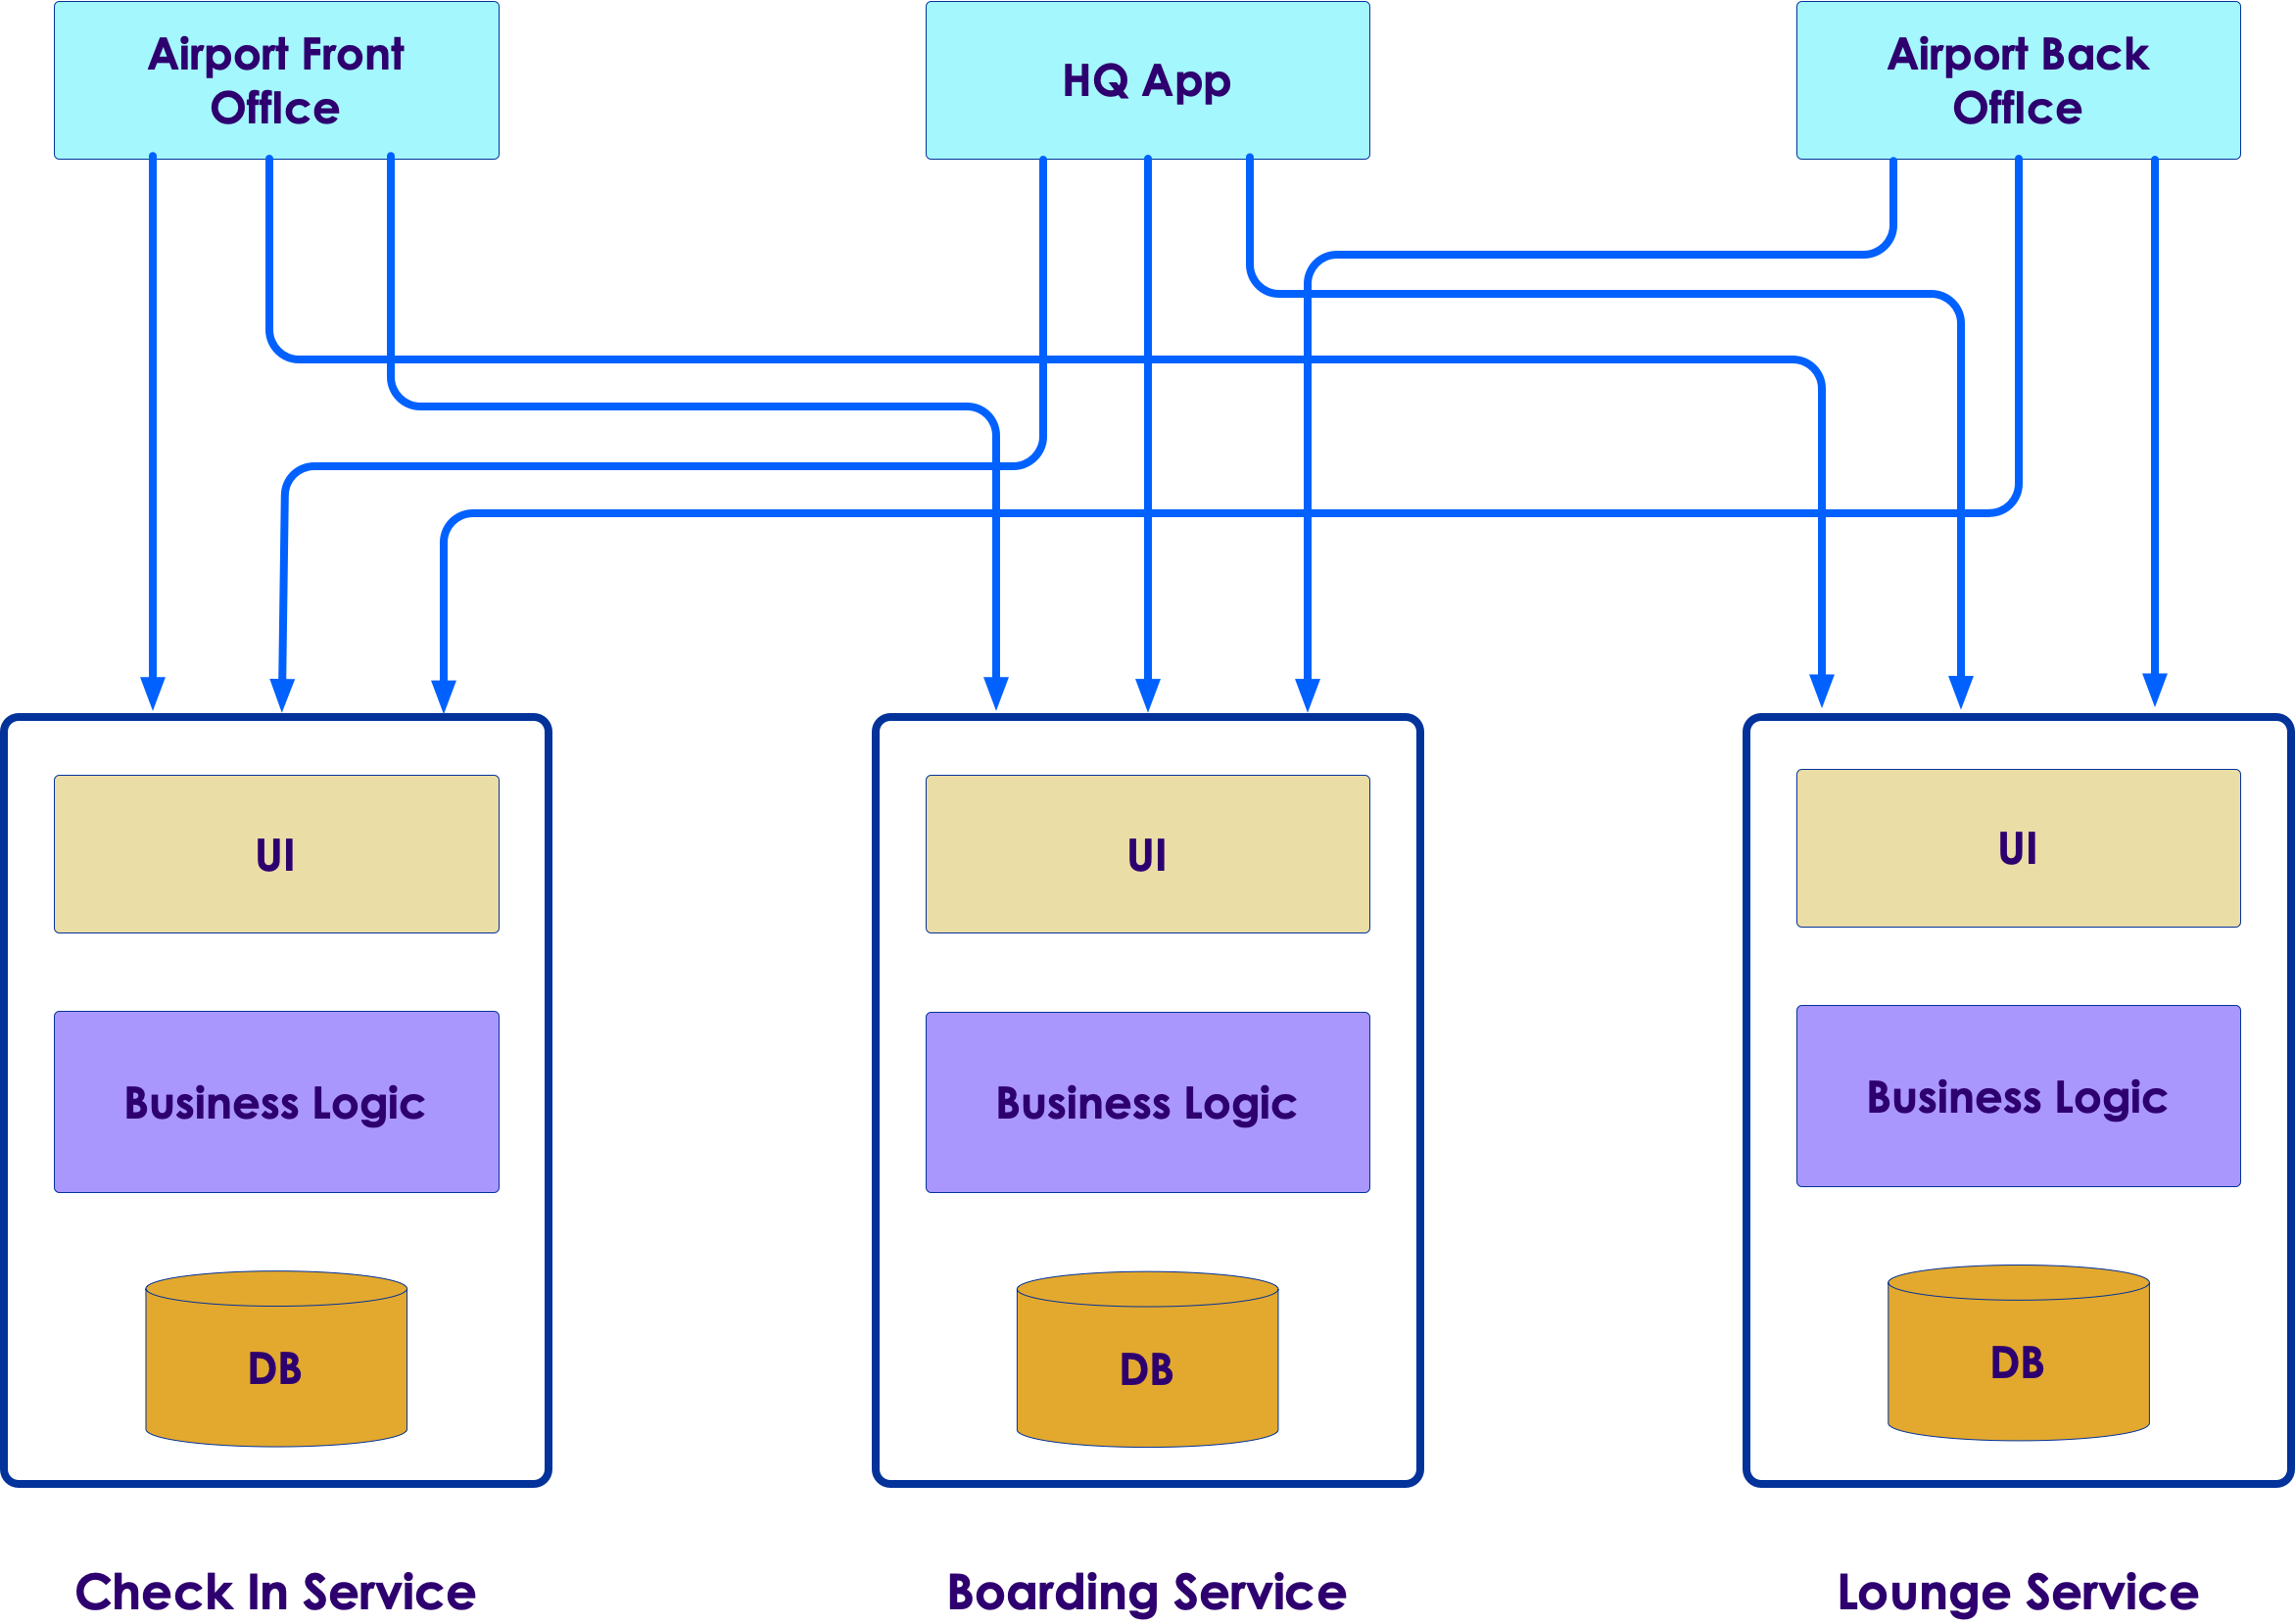 Airport Front
Office
HQ App
Airport Back
Office
UI
UI
UI
Business Logic
Business Logic
Business Logic
DB
DB
DB
Check In Service
Boarding Service
Lounge Service